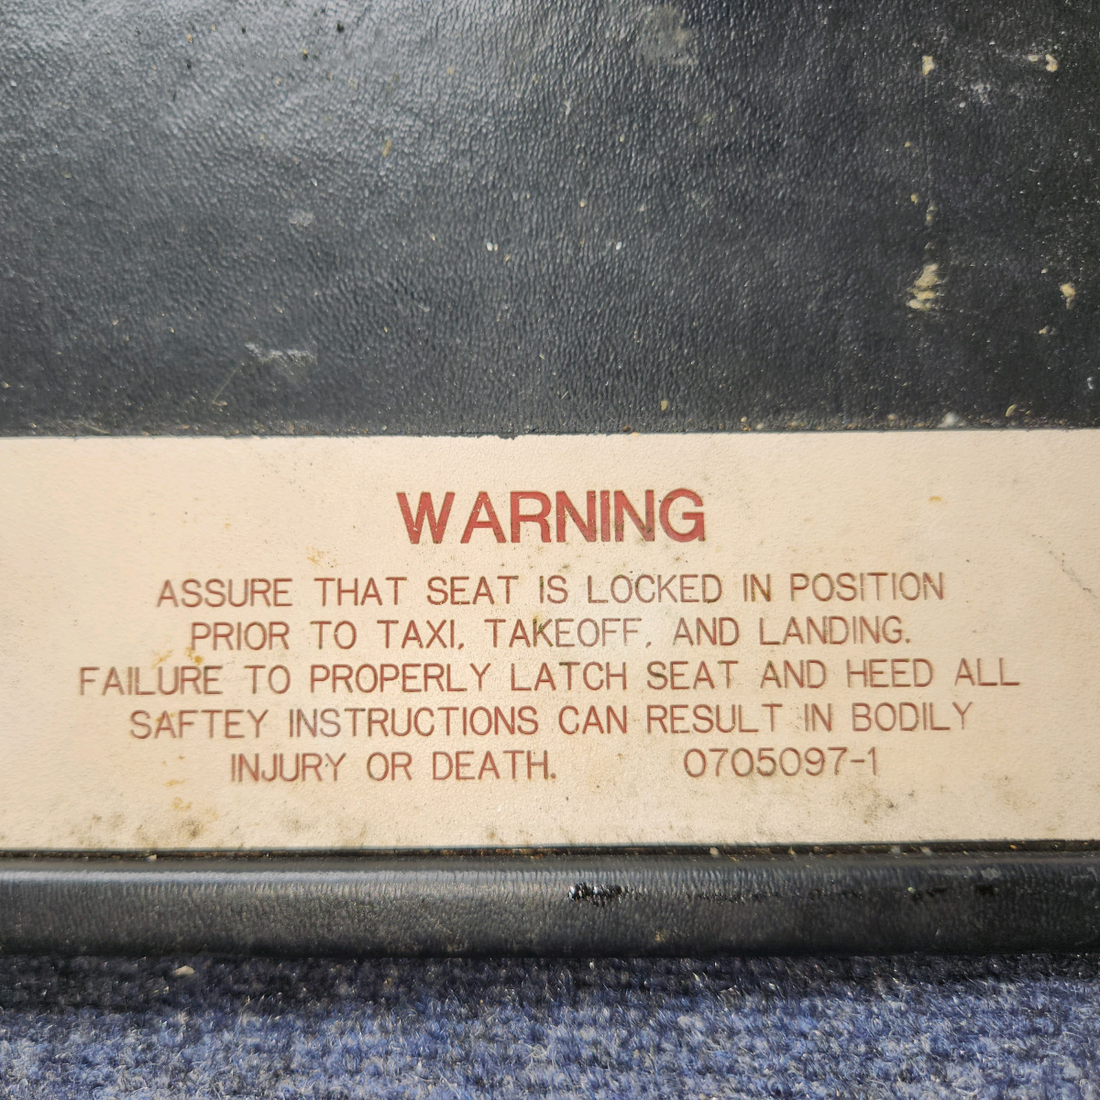 WARNING
ASSURE THAT SEAT IS LOCKED IN POSITION
PRIOR TO TAXI, TAKEOFF, AND LANDING.
FAILURE TO PROPERLY LATCH SEAT AND HEED ALL
SAFTEY INSTRUCTIONS CAN RESULT IN BODILY
INJURY OR DEATH. 0705097-1